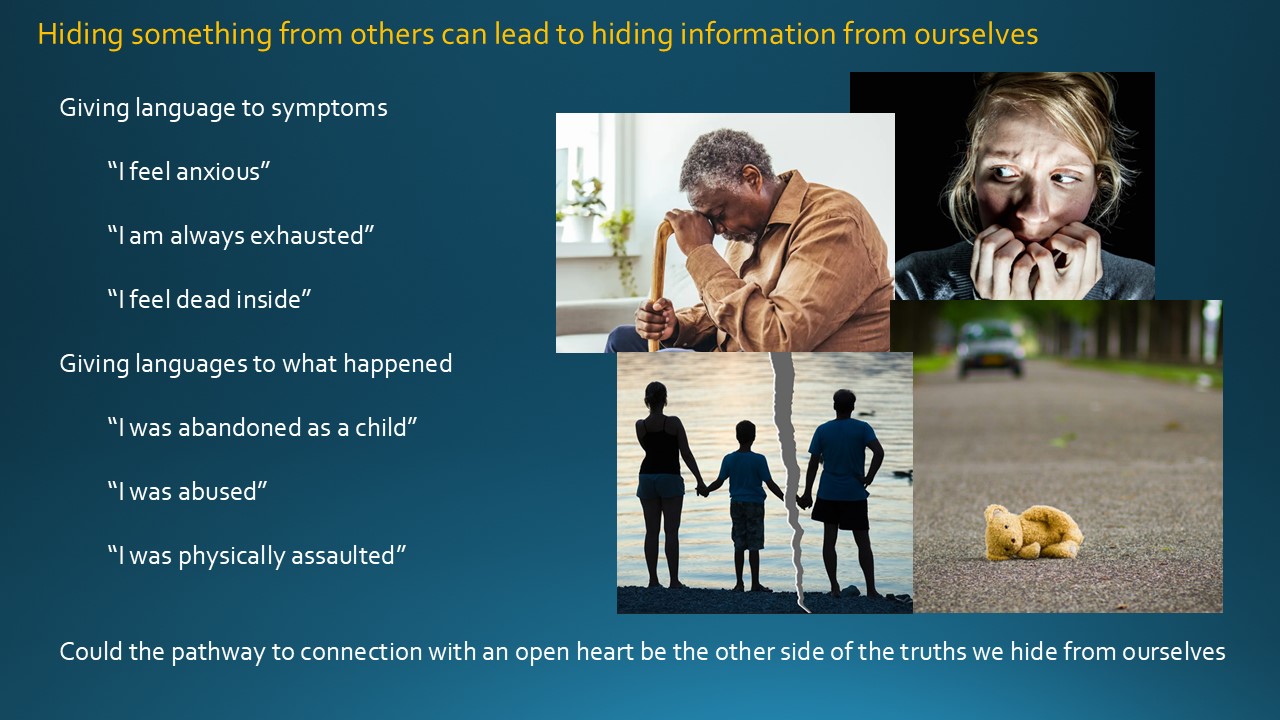 Hiding something from others can lead to hiding information from ourselves
Giving language to symptoms
“I feel anxious”
“I am always exhausted”
“I feel dead inside”
Giving languages to what happened
“I was abandoned as a child”
“I was abused”
“I was physically assaulted”
Could the pathway to connection with an open heart be the other side of the truths we hide from ourselves